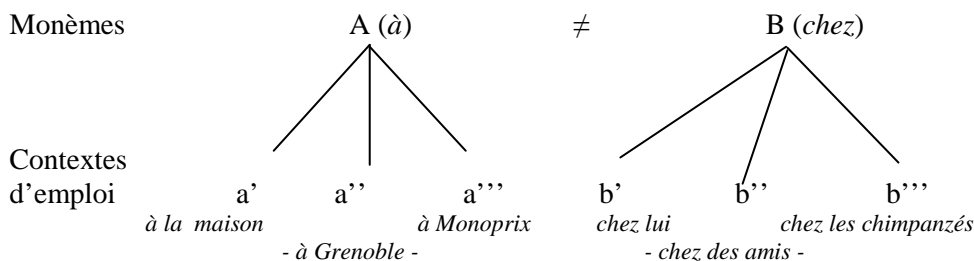 Monèmes A (à) ≠ B (chez)
Contextes
d’emploi a' a’’ a’’’ b' b’’ b’’’
à la maison à Monoprix chez lui chez les chimpanzés
- à Grenoble - - chez des amis -